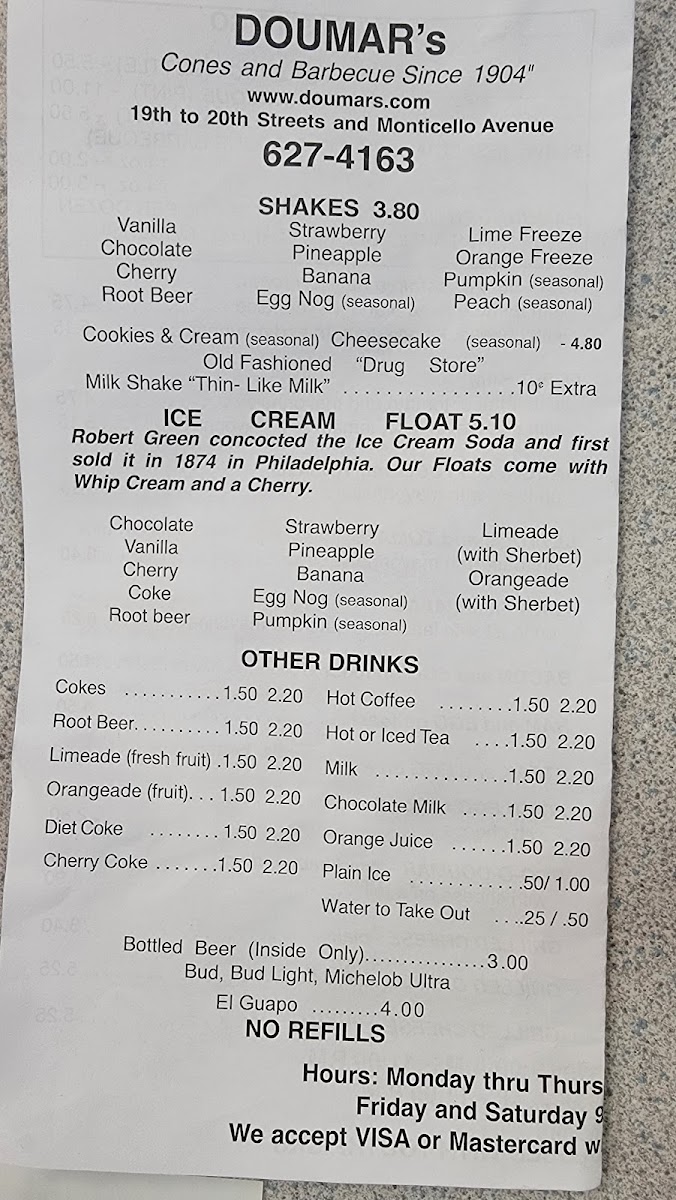 DOUMAR's
Cones and Barbecue Since 1904"
www.doumars.com
19th to 20th Streets and Monticello Avenue
627-4163
SHAKES 3.80
Vanilla Strawberry Lime Freeze
Chocolate Pineapple Orange Freeze
Cherry Banana Pumpkin (seasonal)
Root Beer Egg Nog (seasonal) Peach (seasonal)
Cookies & Cream (seasonal) Cheesecake (seasonal) - 4.80
Old Fashioned "Drug Store"
Milk Shake "Thin- Like Milk" ................10¢ Extra
ICE CREAM FLOAT 5.10
Robert Green concocted the Ice Cream Soda and first
sold it in 1874 in Philadelphia. Our Floats come with
Whip Cream and a Cherry.
Chocolate Strawberry Limeade
Vanilla Pineapple (with Sherbet)
Cherry Banana Orangeade
Coke Egg Nog (seasonal) (with Sherbet)
Root beer Pumpkin (seasonal)
OTHER DRINKS
Cokes ...........1.50 2.20 Hot Coffee ........1.50 2.20
Root Beer..........1.50 2.20 Hot or Iced Tea ....1.50 2.20
Limeade (fresh fruit) .1.50 2.20 Milk ..............1.50 2.20
Orangeade (fruit)... 1.50 2.20 Chocolate Milk .....1.50 2.20
Diet Coke ........1.50 2.20 Orange Juice ......1.50 2.20
Cherry Coke .......1.50 2.20 Plain Ice ............50/ 1.00
Water to Take Out ....25 / .50
Bottled Beer (Inside Only)...............3.00
Bud, Bud Light, Michelob Ultra
El Guapo .........4.00
NO REFILLS
Hours: Monday thru Thurs
Friday and Saturday 9
We accept VISA or Mastercard w